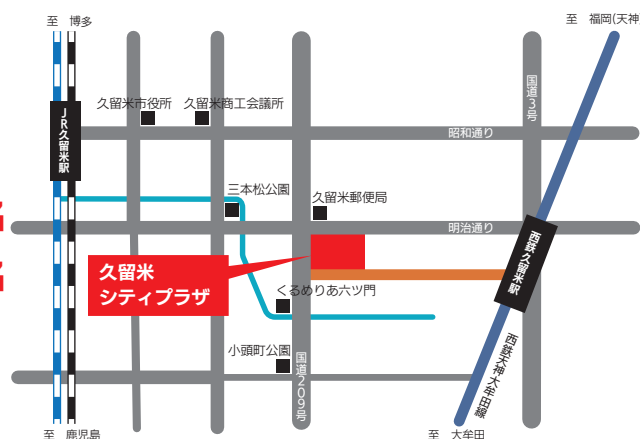 至　博多
至　福岡(天神
久留米市役所
久留米商工会議所
国道3号
JR久留米駅
昭和通り
三本松公園
久留米郵便局
明治通り
久留米
シティプラザ
西鉄久留米駅
くるめりあ六ツ門
小頭町公園
国道209号
西鉄天神大牟田線
至　鹿児島
至　大牟田